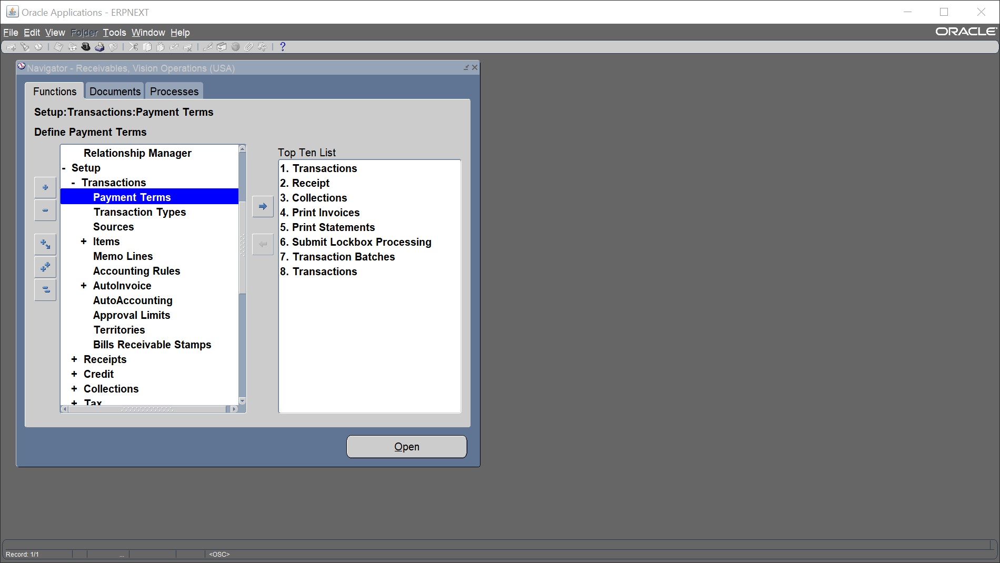 Oracle Applications - ERPNEXT
File Edit View Folder Tools Window Help
ORACLE
?
Navigator - Receivables, Vision Operations (USA)
Functions Documents Processes
Setup:Transactions:Payment Terms
Define Payment Terms
Relationship Manager
- Setup
- Transactions
Payment Terms
Transaction Types
Sources
+ Items
Memo Lines
Accounting Rules
+ AutoInvoice
AutoAccounting
Approval Limits
Territories
Bills Receivable Stamps
+ Receipts
+ Credit
+ Collections
+ Tax
Top Ten List
1. Transactions
2. Receipt
3. Collections
4. Print Invoices
5. Print Statements
6. Submit Lockbox Processing
7. Transaction Batches
8. Transactions
Open
Record: 1/1 ... <OSC>